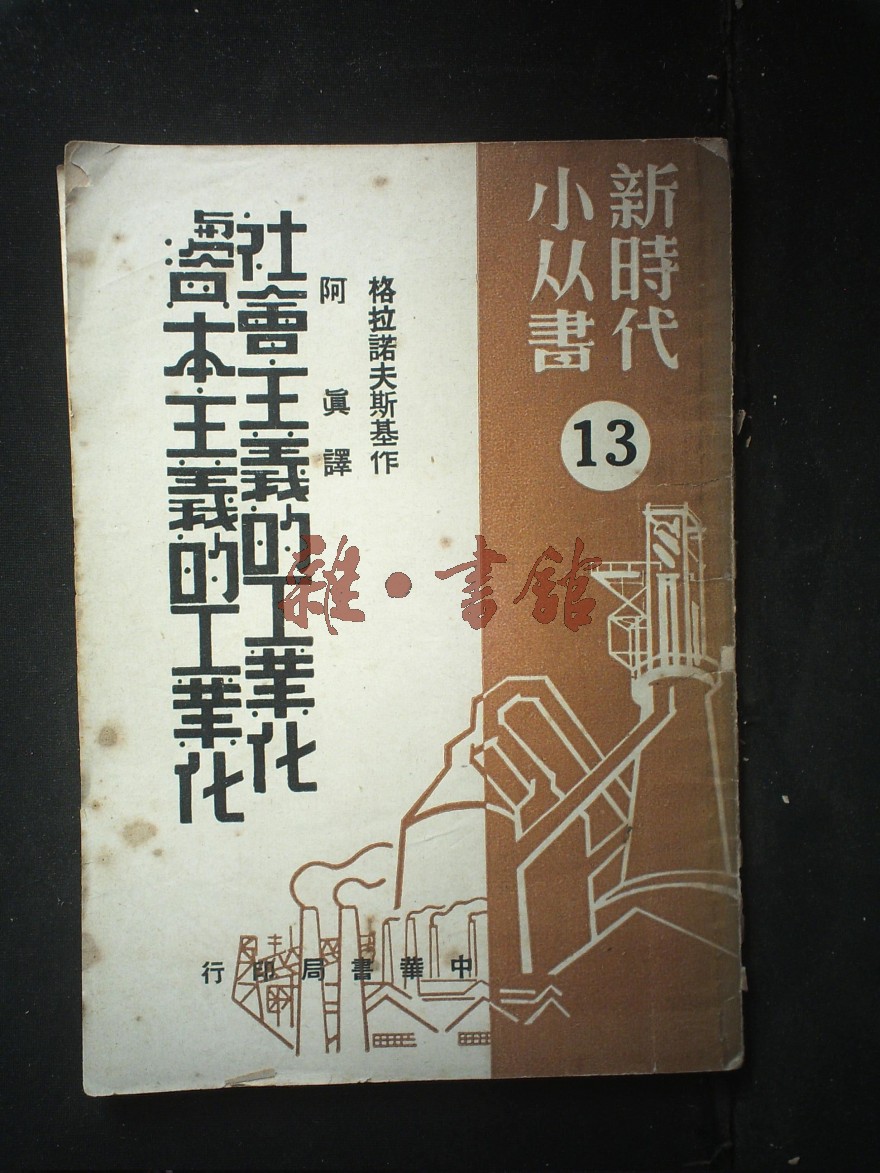 新時代
小从書
13
格拉諾夫斯基作
阿真譯
社會主義的工業化
資本主義的工業化
中華書局印行
雜·書館